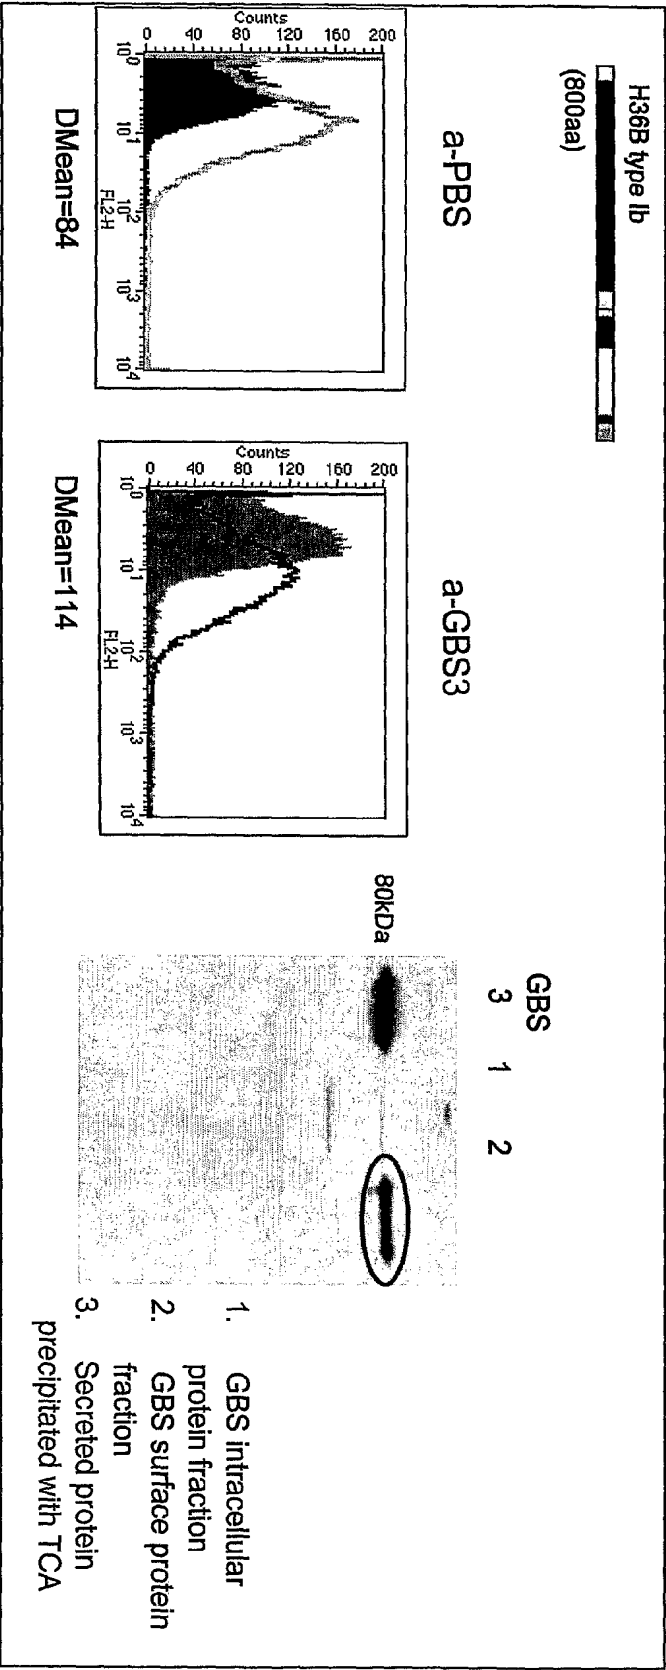 H36B type Ib
(800aa)
a-PBS
Counts
0 40 80 120 160 200
10^0 10^1 10^2 10^3 10^4
FL2-H
DMean=84
a-GBS3
Counts
0 40 80 120 160 200
10^0 10^1 10^2 10^3 10^4
FL2-H
DMean=114
GBS
3 1 2
80kDa
1. GBS intracellular
protein fraction
2. GBS surface protein
fraction
3. Secreted protein
precipitated with TCA